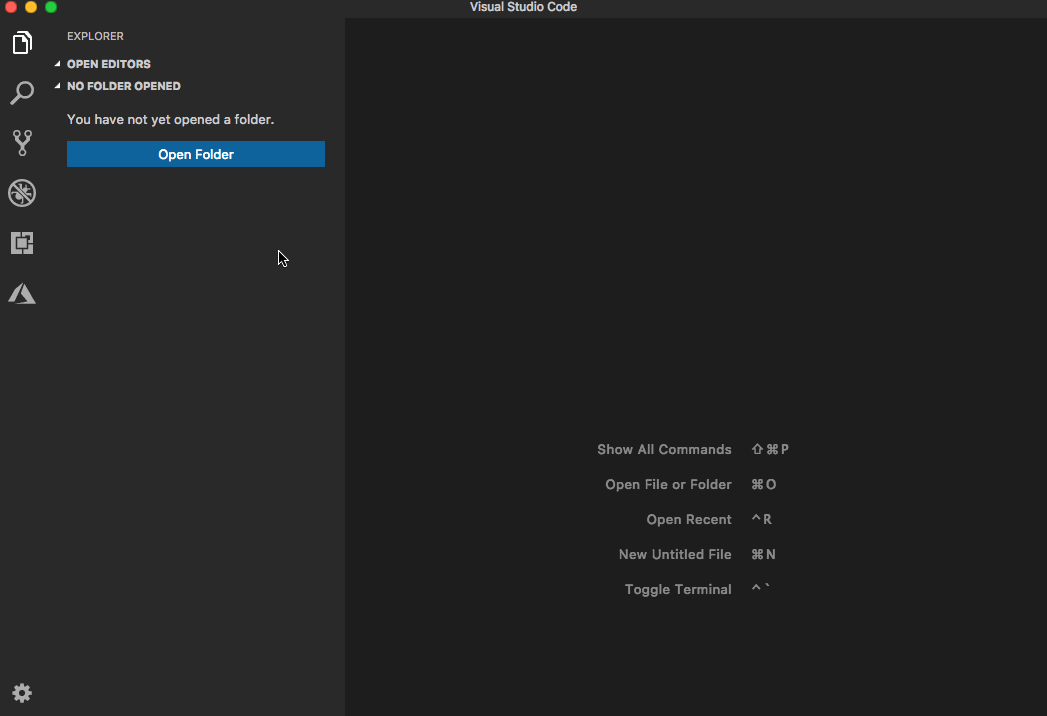 Visual Studio Code
EXPLORER
OPEN EDITORS
NO FOLDER OPENED
You have not yet opened a folder.
Open Folder
Show All Commands ⇧⌘P
Open File or Folder ⌘O
Open Recent ^R
New Untitled File ⌘N
Toggle Terminal ^`